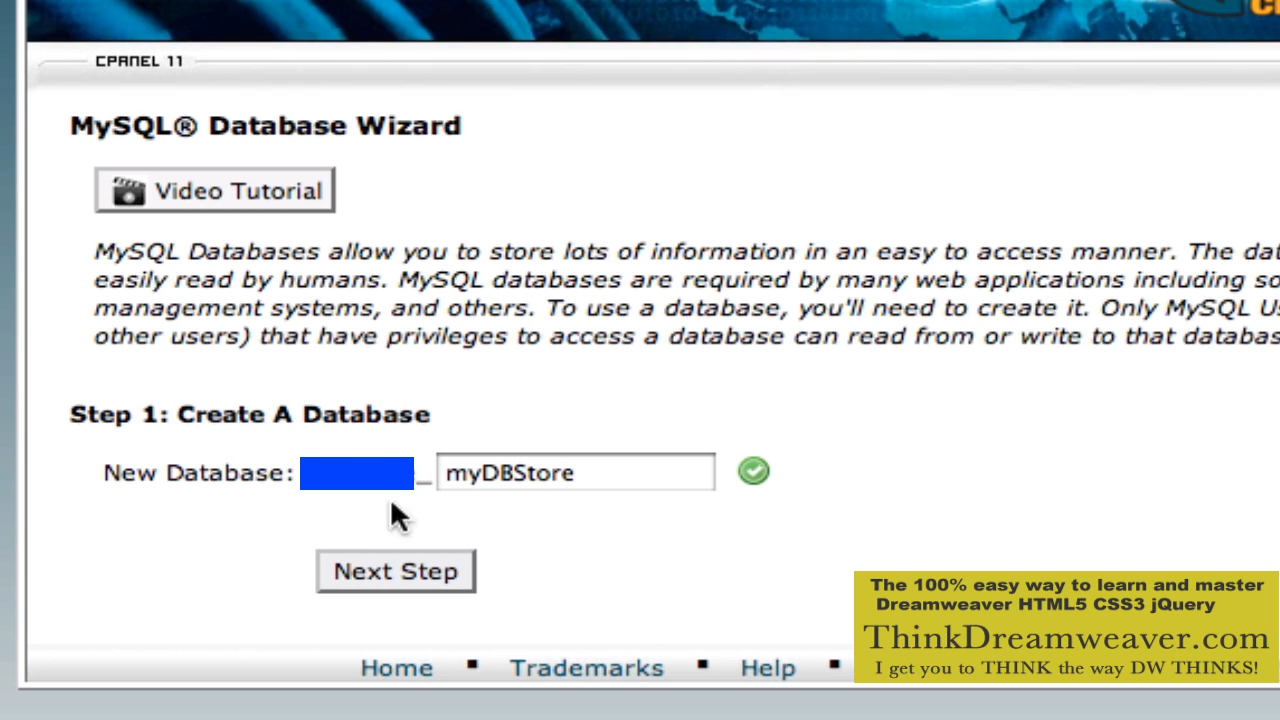 CPANEL 11
MySQL® Database Wizard
Video Tutorial
MySQL Databases allow you to store lots of information in an easy to access manner. The
easily read by humans. MySQL databases are required by many web applications including
management systems, and others. To use a database, you'll need to create it. Only MySQL
other users) that have privileges to access a database can read from or write to that
Step 1: Create A Database
New Database: _ myDBStore
Next Step
The 100% easy way to learn and master
Dreamweaver HTML5 CSS3 jQuery
ThinkDreamweaver.com
I get you to THINK the way DW THINKS!
Home ▪ Trademarks ▪ Help ▪